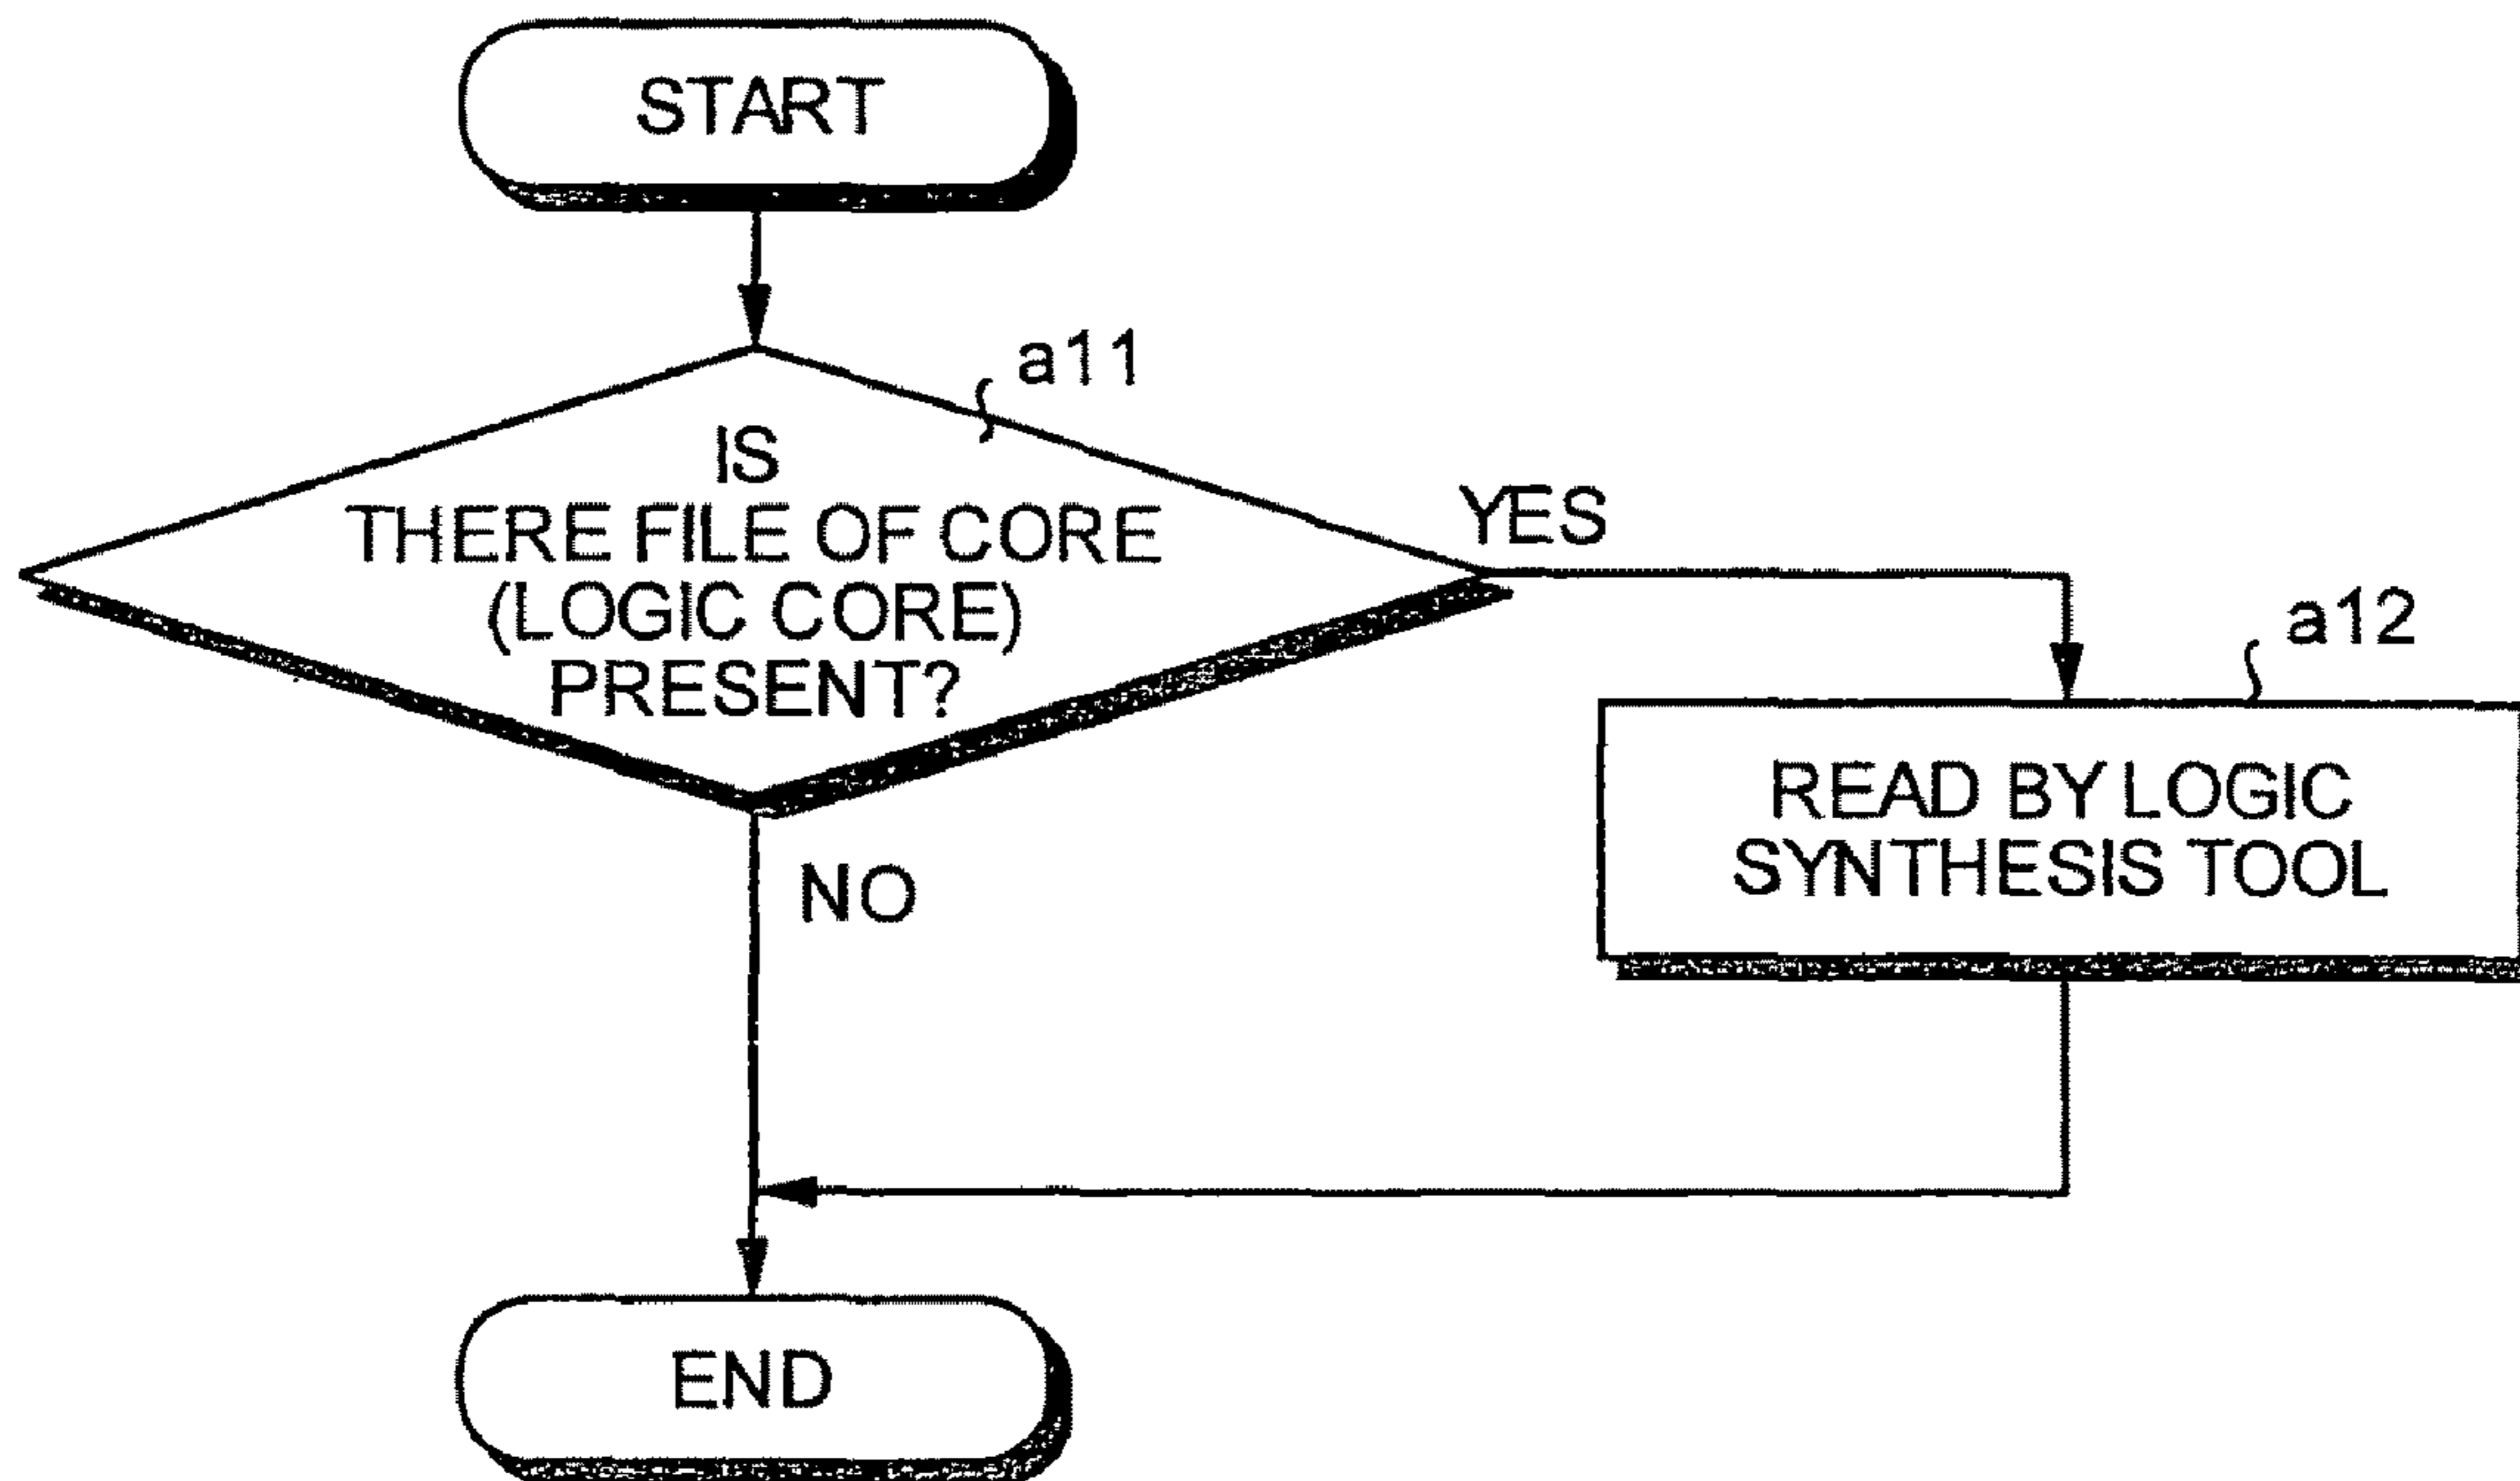 START
a11
IS
THERE FILE OF CORE
(LOGIC CORE)
PRESENT?
YES
a12
READ BY LOGIC
SYNTHESIS TOOL
NO
END